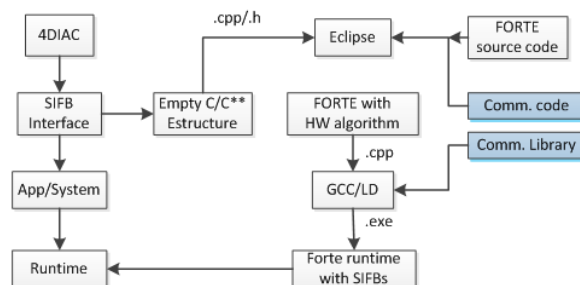 .cpp/.h
4DIAC
Eclipse
FORTE
source code
SIFB
Interface
Empty C/C**
Estructure
FORTE with
HW algorithm
Comm. code
Comm. Library
.cpp
App/System
GCC/LD
.exe
Runtime
Forte runtime
with SIFBs